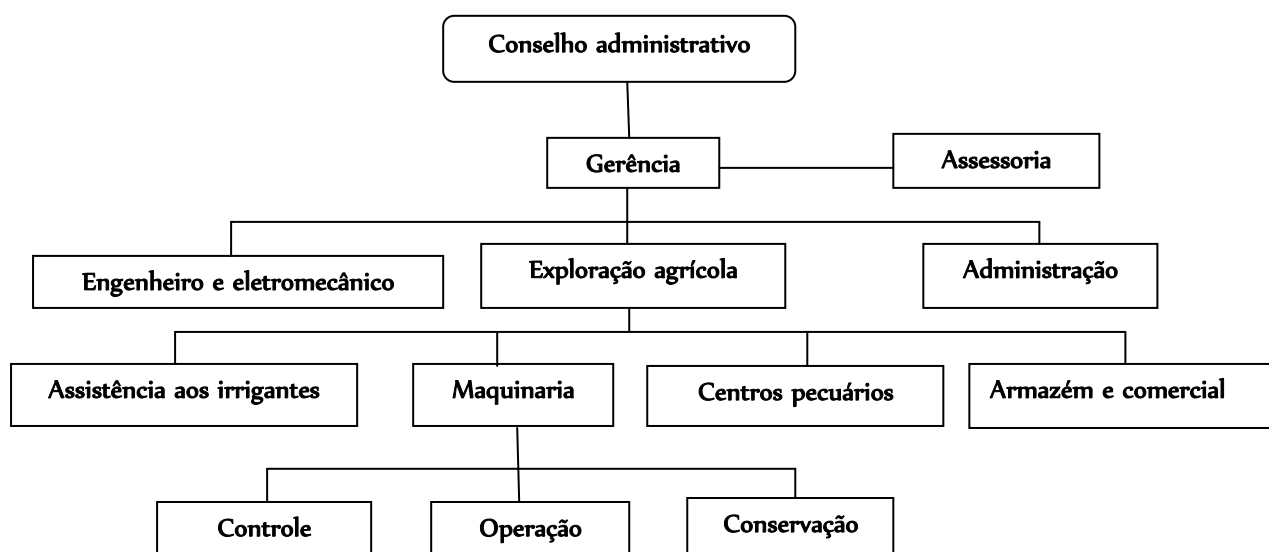 Conselho administrativo
Gerência
Assessoria
Engenheiro e eletromecânico
Exploração agrícola
Administração
Assistência aos irrigantes
Maquinaria
Centros pecuários
Armazém e comercial
Controle
Operação
Conservação